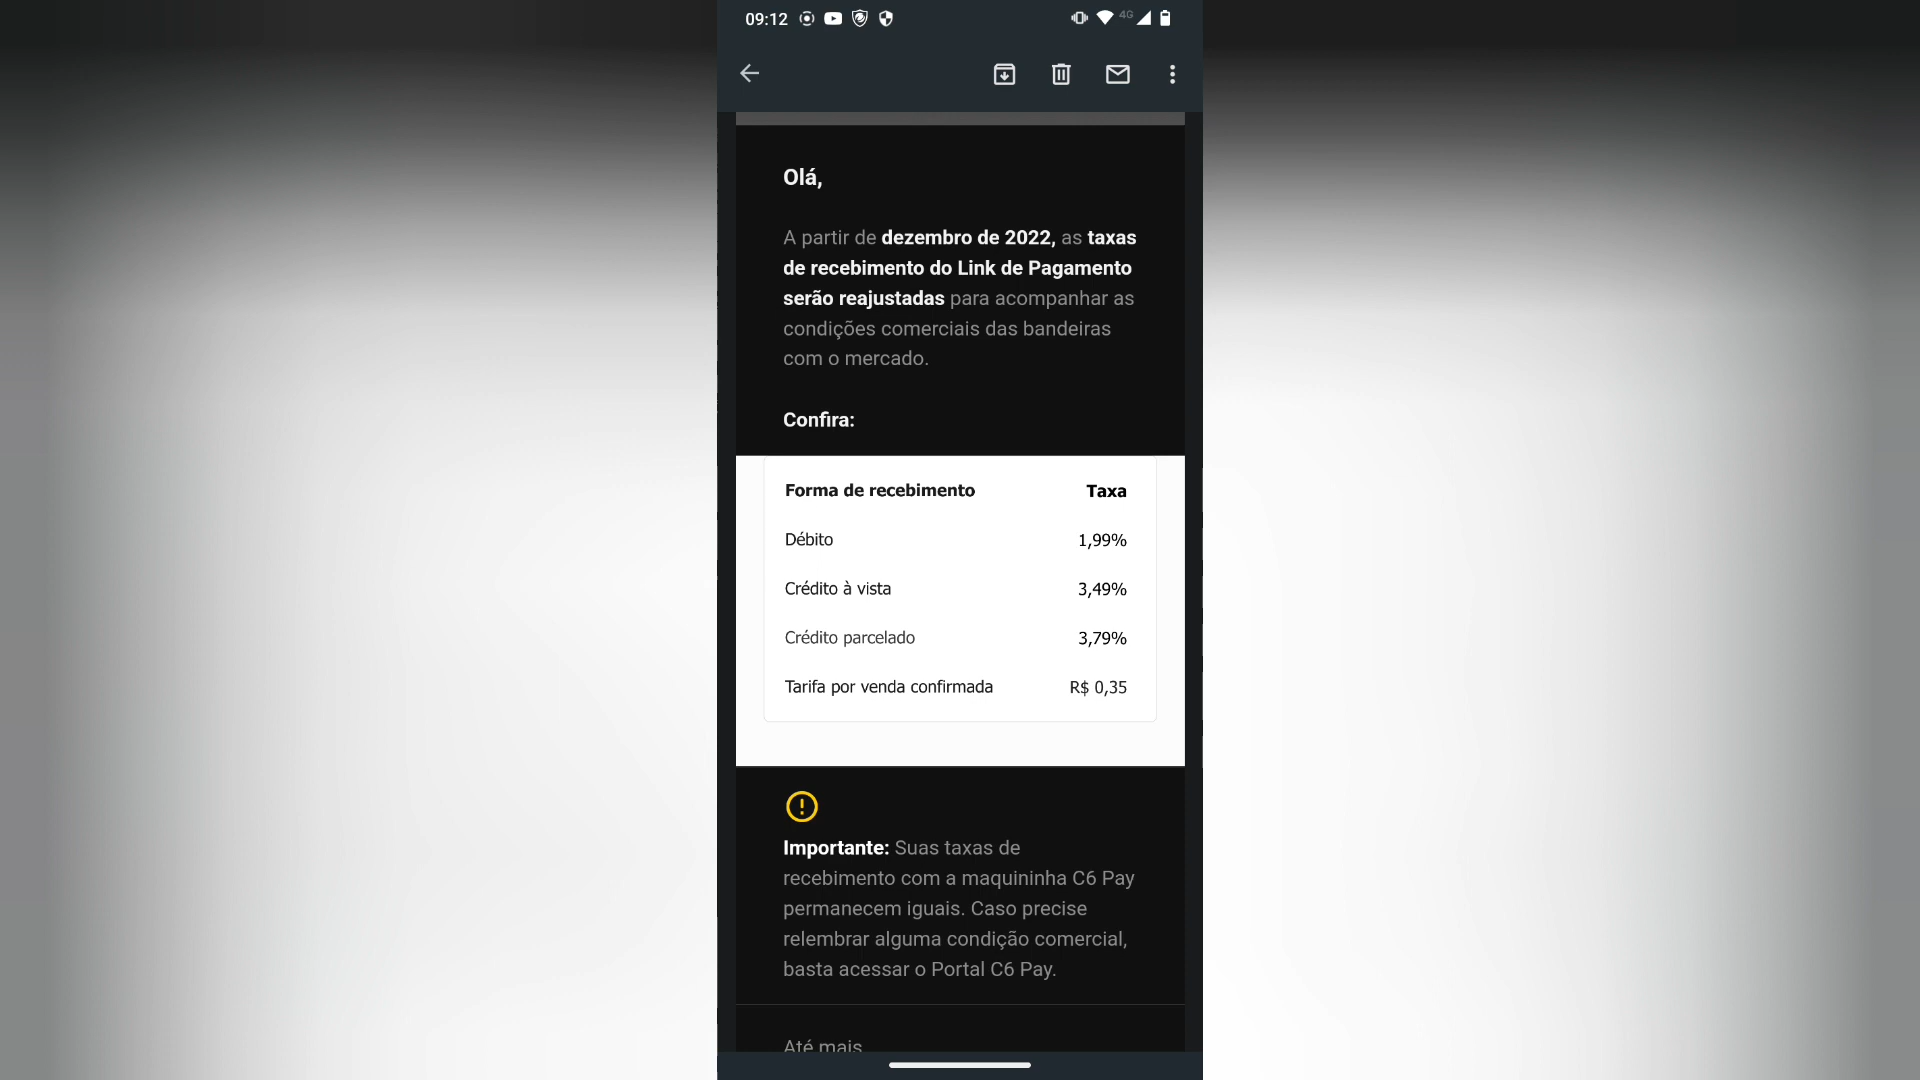 09:12 4G
Olá,
A partir de dezembro de 2022, as taxas
de recebimento do Link de Pagamento
serão reajustadas para acompanhar as
condições comerciais das bandeiras
com o mercado.
Confira:
Forma de recebimento Taxa
Débito 1,99%
Crédito à vista 3,49%
Crédito parcelado 3,79%
Tarifa por venda confirmada R$ 0,35
Importante: Suas taxas de
recebimento com a maquininha C6 Pay
permanecem iguais. Caso precise
relembrar alguma condição comercial,
basta acessar o Portal C6 Pay.
Até mais